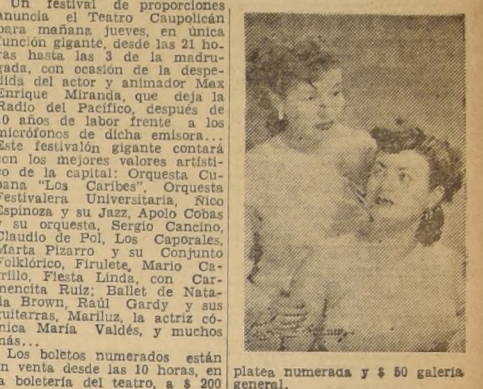 Un festival de proporciones
anuncia el Teatro Caupolicán
para mañana jueves, en única
función gigante, desde las 21 ho-
ras hasta las 3 de la madru-
gada, con ocasión de la despe-
dida del actor y animador Max
Enrique Miranda, que deja la
Radio del Pacífico, después de
10 años de labor frente a los
micrófonos de dicha emisora...
Este festivalón gigante contará
con los mejores valores artísti-
co de la capital: Orquesta Cu-
bana "Los Caribes", Orquesta
Festivalera Universitaria, Ñico
Espinoza y su Jazz, Apolo Cobas
y su orquesta, Sergio Cancino,
Claudio de Pol, Los Caporales,
Marta Pizarro y su Conjunto
Folklórico, Firulete, Mario Ca-
rrillo, Fiesta Linda, con Car-
mencita Ruiz; Ballet de Nata-
lia Brown, Raúl Gardy y sus
guitarras, Mariluz, la actriz có-
mica María Valdés, y muchos
más...
Los boletos numerados están
en venta desde las 10 horas, en
la boletería del teatro, a $ 200
platea numerada y $ 50 galería
general.